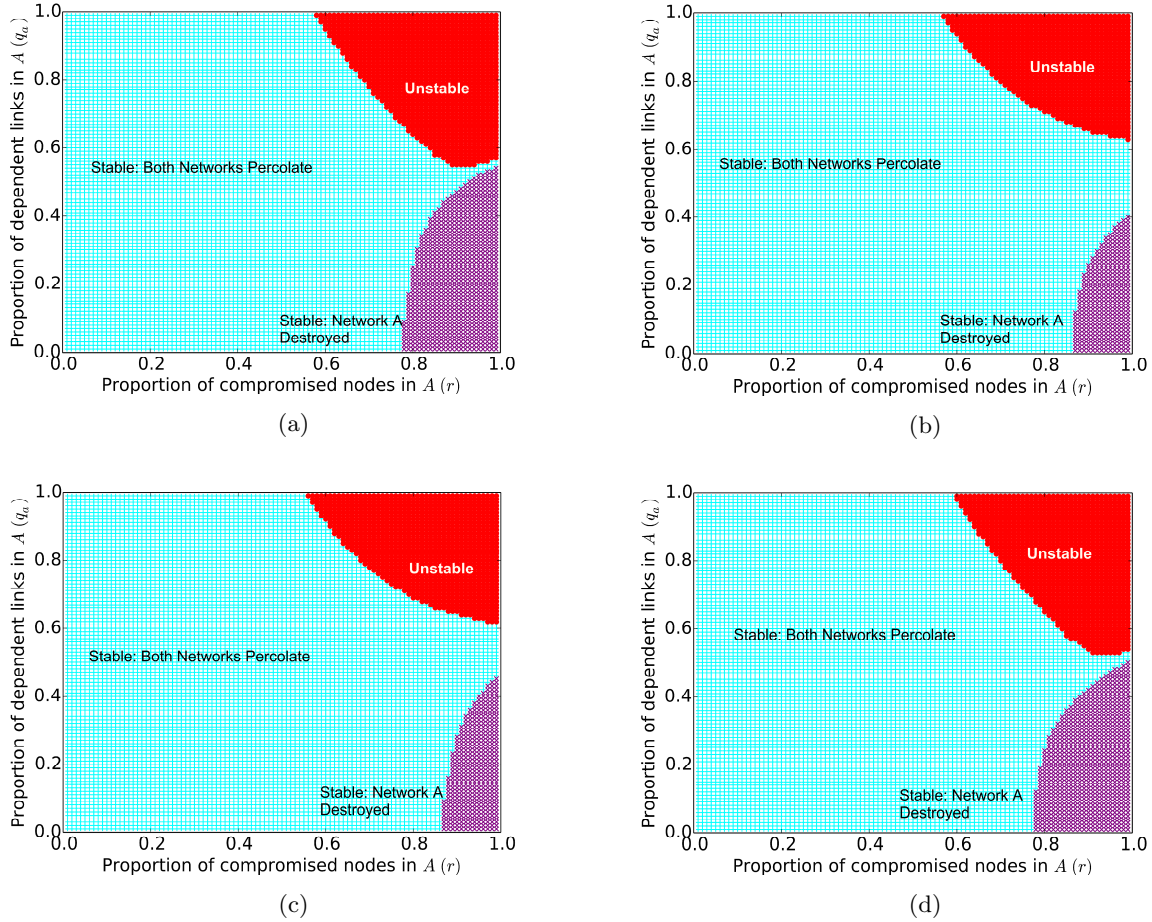 Proportion of dependent links in A (qₐ)
1.0
0.8
0.6
0.4
0.2
0.0
Unstable
Stable: Both Networks Percolate
Stable: Network A
Destroyed
0.0 0.2 0.4 0.6 0.8 1.0
Proportion of compromised nodes in A (r)
(a)
Proportion of dependent links in A (qₐ)
1.0
0.8
0.6
0.4
0.2
0.0
Unstable
Stable: Both Networks Percolate
Stable: Network A
Destroyed
0.0 0.2 0.4 0.6 0.8 1.0
Proportion of compromised nodes in A (r)
(b)
Proportion of dependent links in A (qₐ)
1.0
0.8
0.6
0.4
0.2
0.0
Unstable
Stable: Both Networks Percolate
Stable: Network A
Destroyed
0.0 0.2 0.4 0.6 0.8 1.0
Proportion of compromised nodes in A (r)
(c)
Proportion of dependent links in A (qₐ)
1.0
0.8
0.6
0.4
0.2
0.0
Unstable
Stable: Both Networks Percolate
Stable: Network A
Destroyed
0.0 0.2 0.4 0.6 0.8 1.0
Proportion of compromised nodes in A (r)
(d)